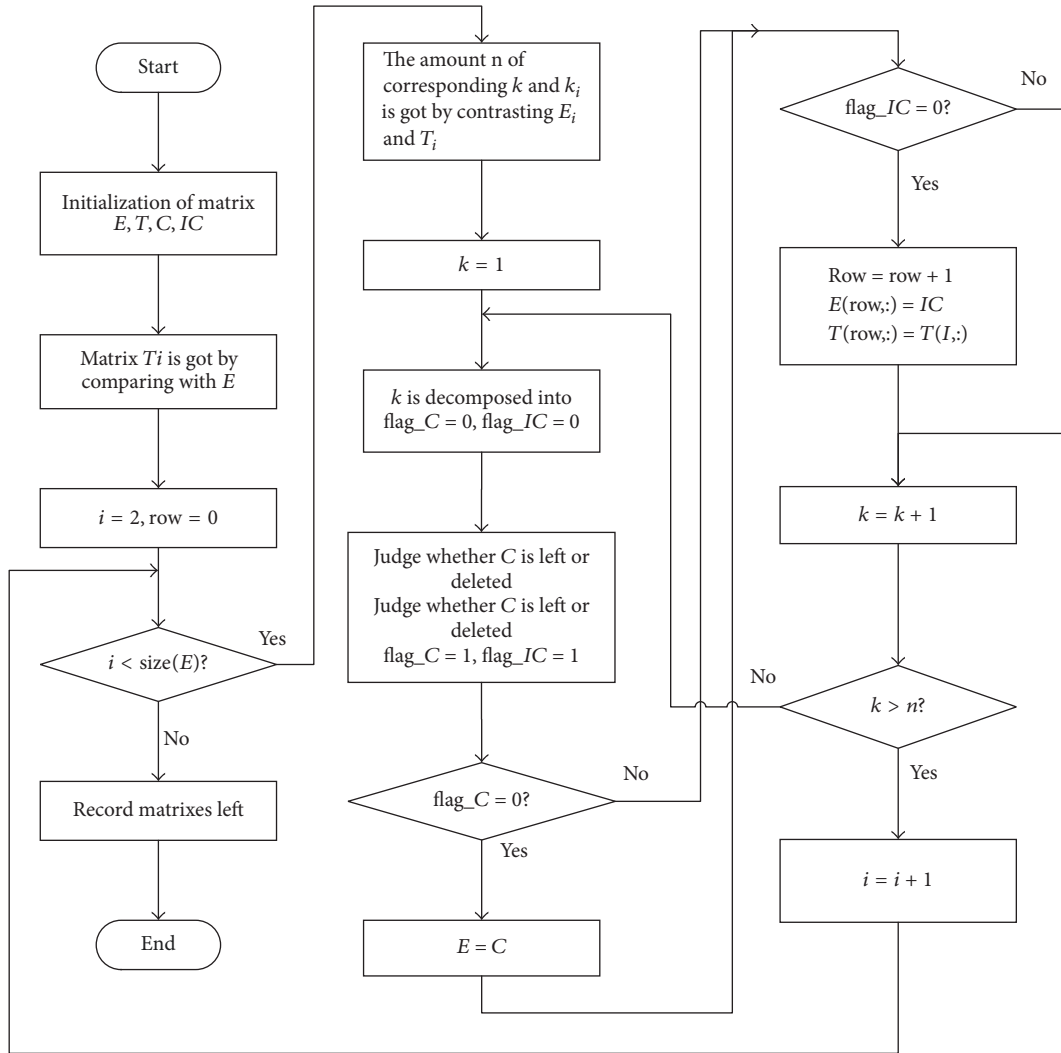 Start
Initialization of matrix
E, T, C, IC
Matrix Ti is got by
comparing with E
i = 2, row = 0
i < size(E)?
Yes
No
Record matrixes left
End
The amount n of
corresponding k and k_i
is got by contrasting E_i
and T_i
k = 1
k is decomposed into
flag_C = 0, flag_IC = 0
Judge whether C is left or
deleted
Judge whether C is left or
deleted
flag_C = 1, flag_IC = 1
flag_C = 0?
No
Yes
E = C
flag_IC = 0?
No
Yes
Row = row + 1
E(row,:) = IC
T(row,:) = T(I,:)
k = k + 1
k > n?
No
Yes
i = i + 1